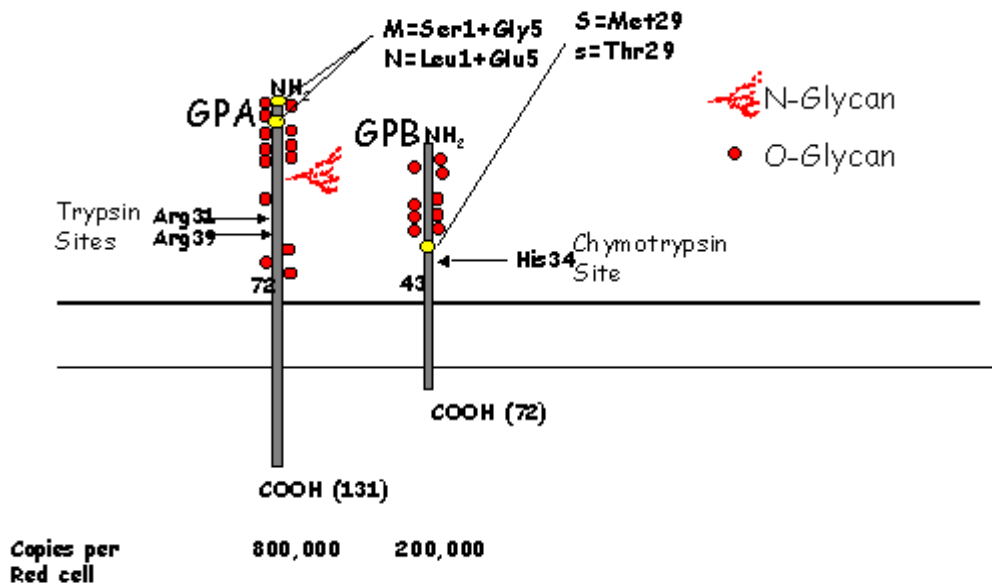 M=Ser1+Gly5
N=Leu1+Glu5
S=Met29
s=Thr29
N-Glycan
O-Glycan
NH2
GPA
GPB NH2
Trypsin
Sites
Arg31
Arg39
His34
Chymotrypsin
Site
72
43
COOH (72)
COOH (131)
Copies per
Red cell
800,000
200,000